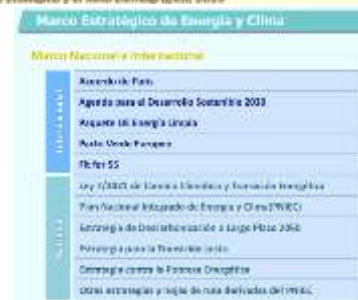 Marco Estratégico de Energía y Clima
Marco Nacional e Internacional
Acuerdo de París
Agenda para el Desarrollo Sostenible 2030
Paquete UE Energía Limpia
Pacto Verde Europeo
Fit for 55
Ley 7/2021 de Cambio Climático y Transición Energética
Plan Nacional Integrado de Energía y Clima (PNIEC)
Estrategia de Descarbonización a Largo Plazo 2050
Estrategia para la Transición Justa
Estrategia contra la Pobreza Energética
Otras estrategias y hojas de ruta derivadas del PNIEC